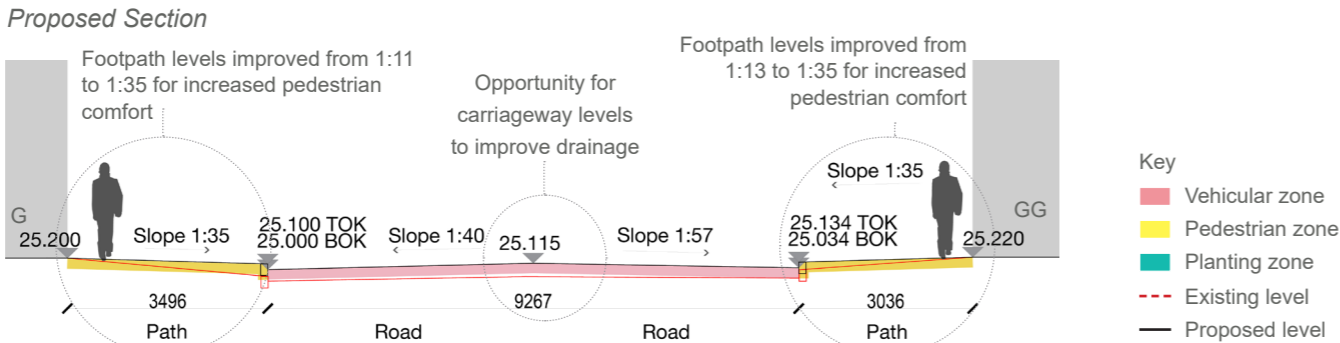 Proposed Section
Footpath levels improved from 1:11
to 1:35 for increased pedestrian
comfort
Opportunity for
carriageway levels
to improve drainage
Footpath levels improved from
1:13 to 1:35 for increased
pedestrian comfort
G
25.200
Slope 1:35
25.100 TOK
25.000 BOK
Slope 1:40
25.115
Slope 1:57
25.134 TOK
25.034 BOK
Slope 1:35
25.220
GG
3496
9267
3036
Path
Road
Road
Path
Key
Vehicular zone
Pedestrian zone
Planting zone
Existing level
Proposed level